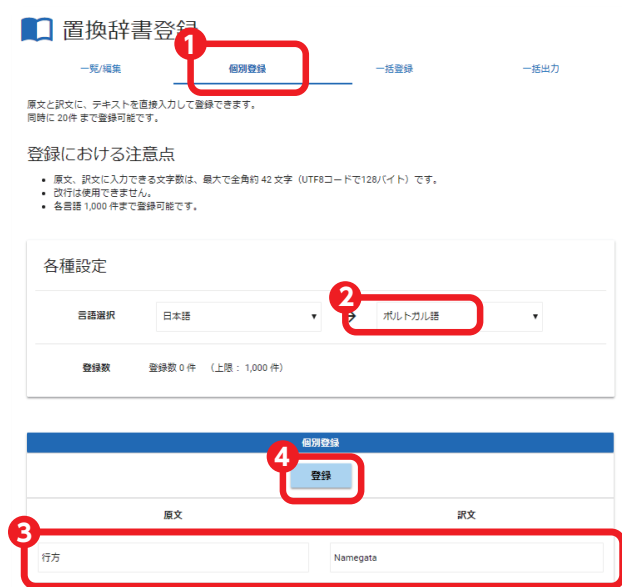 置換辞書登録
1
一覧/編集 個別登録 一括登録 一括出力
原文と訳文に、テキストを直接入力して登録できます。
同時に 20件 まで登録可能です。
登録における注意点
• 原文、訳文に入力できる文字数は、最大で全角約 42 文字（UTF8コードで128バイト）です。
• 改行は使用できません。
• 各言語 1,000 件まで登録可能です。
各種設定
2
言語選択 日本語 ▼ → ポルトガル語 ▼
登録数 登録数 0 件 （上限： 1,000 件）
個別登録
4
登録
原文 訳文
3
行方 Namegata